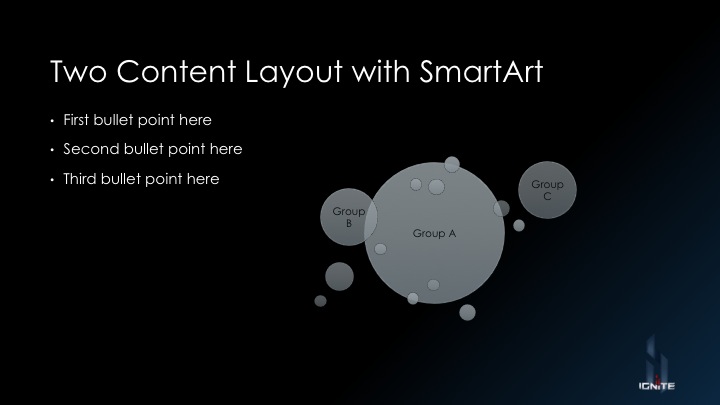 Two Content Layout with SmartArt
• First bullet point here
• Second bullet point here
• Third bullet point here
Group
B
Group A
Group
C
IGNITE